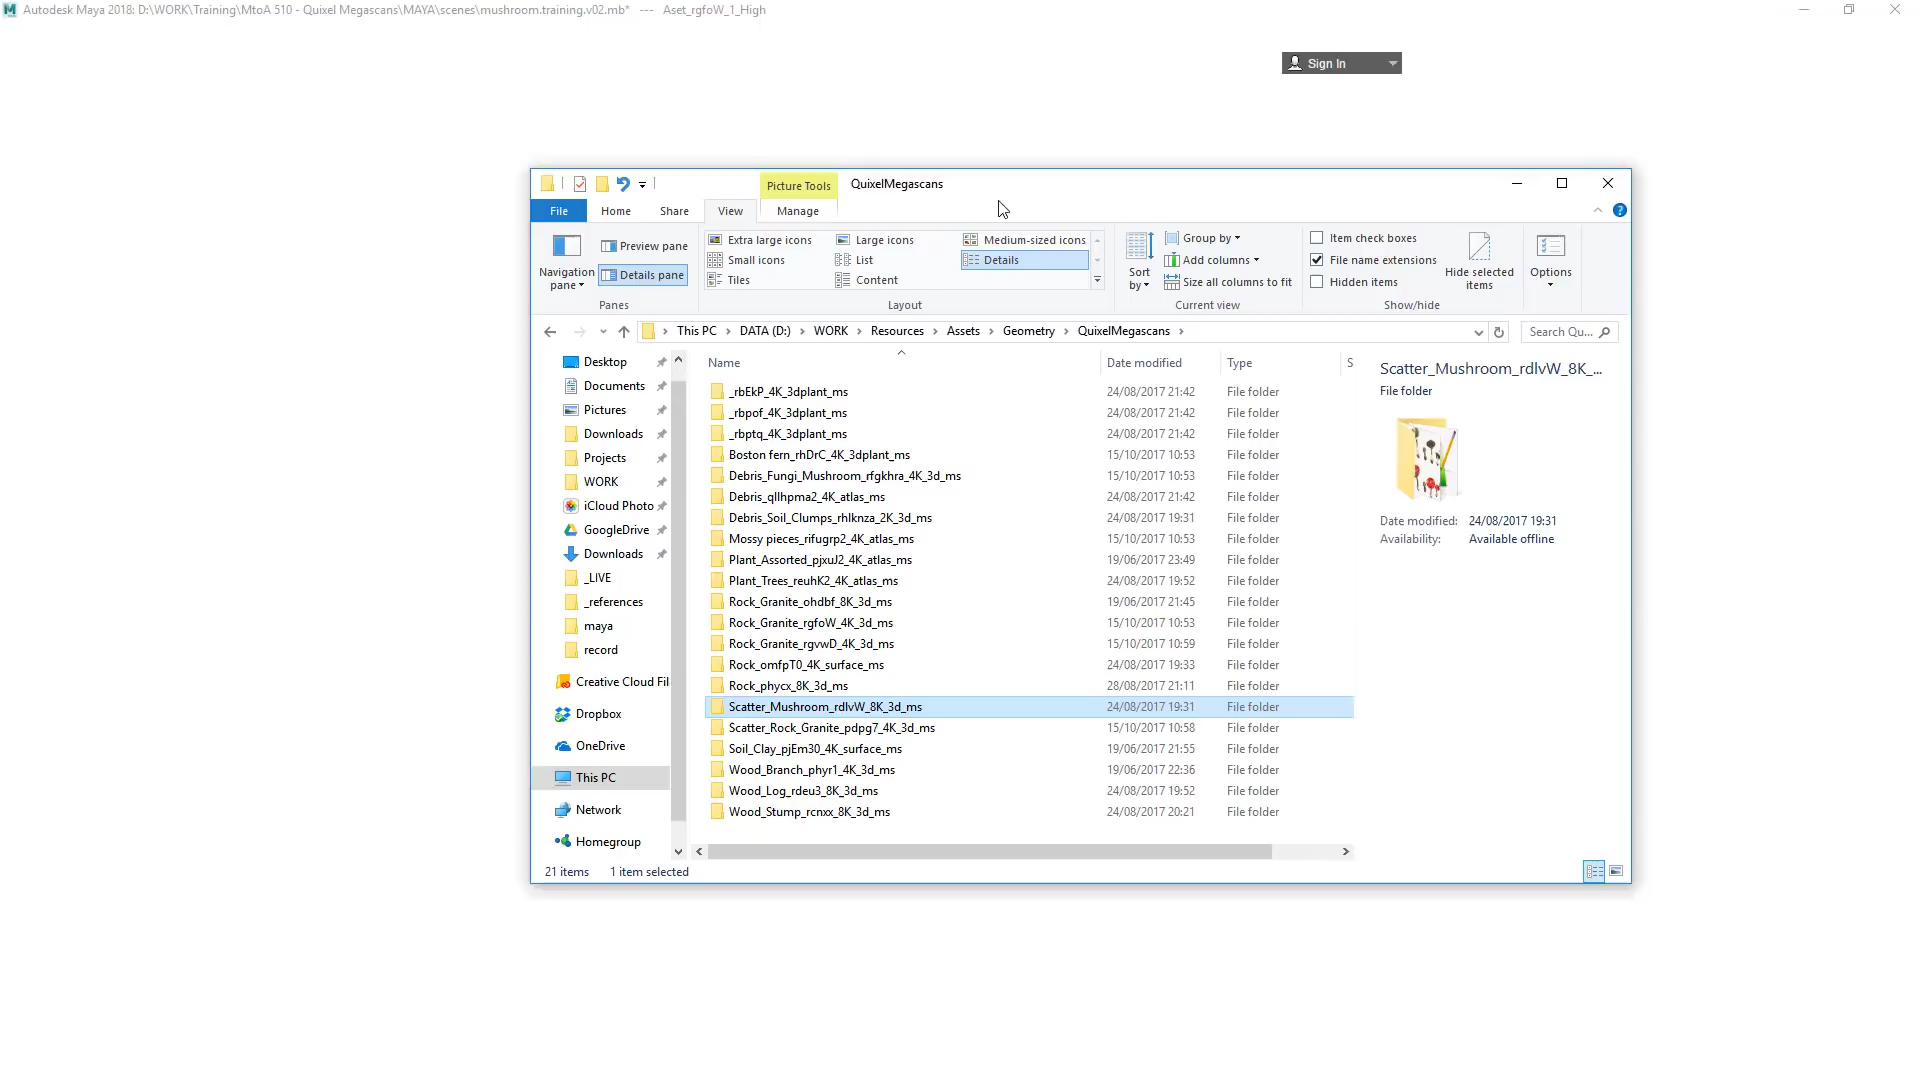 Autodesk Maya 2018: D:\WORK\Training\MtoA 510 - Quixel Megascans\MAYA\scenes\mushroom.training.v02.mb* --- Aset_rgfoW_1_High
Sign In
Picture Tools QuixelMegascans
File Home Share View Manage
Navigation pane
Preview pane
Details pane
Panes
Extra large icons Large icons Medium-sized icons
Small icons List Details
Tiles Content
Layout
Sort by
Group by
Add columns
Size all columns to fit
Current view
Item check boxes
File name extensions
Hidden items
Hide selected items
Show/hide
Options
This PC DATA (D:) WORK Resources Assets Geometry QuixelMegascans
Search Qu...
Desktop
Documents
Pictures
Downloads
Projects
WORK
iCloud Photo
GoogleDrive
Downloads
_LIVE
_references
maya
record
Creative Cloud Fil
Dropbox
OneDrive
This PC
Network
Homegroup
Name Date modified Type S
_rbEkP_4K_3dplant_ms 24/08/2017 21:42 File folder
_rbpof_4K_3dplant_ms 24/08/2017 21:42 File folder
_rbptq_4K_3dplant_ms 24/08/2017 21:42 File folder
Boston fern_rhDrC_4K_3dplant_ms 15/10/2017 10:53 File folder
Debris_Fungi_Mushroom_rfgkhra_4K_3d_ms 15/10/2017 10:53 File folder
Debris_qllhpma2_4K_atlas_ms 24/08/2017 21:42 File folder
Debris_Soil_Clumps_rhlknza_2K_3d_ms 24/08/2017 19:31 File folder
Mossy pieces_rifugrp2_4K_atlas_ms 15/10/2017 10:53 File folder
Plant_Assorted_pjxuJ2_4K_atlas_ms 19/06/2017 23:49 File folder
Plant_Trees_reuhK2_4K_atlas_ms 24/08/2017 19:52 File folder
Rock_Granite_ohdbf_8K_3d_ms 19/06/2017 21:45 File folder
Rock_Granite_rgfoW_4K_3d_ms 15/10/2017 10:53 File folder
Rock_Granite_rgvwD_4K_3d_ms 15/10/2017 10:59 File folder
Rock_omfpT0_4K_surface_ms 24/08/2017 19:33 File folder
Rock_phycx_8K_3d_ms 28/08/2017 21:11 File folder
Scatter_Mushroom_rdlvW_8K_3d_ms 24/08/2017 19:31 File folder
Scatter_Rock_Granite_pdpg7_4K_3d_ms 15/10/2017 10:58 File folder
Soil_Clay_pjEm30_4K_surface_ms 19/06/2017 21:55 File folder
Wood_Branch_phyr1_4K_3d_ms 19/06/2017 22:36 File folder
Wood_Log_rdeu3_8K_3d_ms 24/08/2017 19:52 File folder
Wood_Stump_rcnxx_8K_3d_ms 24/08/2017 20:21 File folder
Scatter_Mushroom_rdlvW_8K_...
File folder
Date modified: 24/08/2017 19:31
Availability: Available offline
21 items 1 item selected